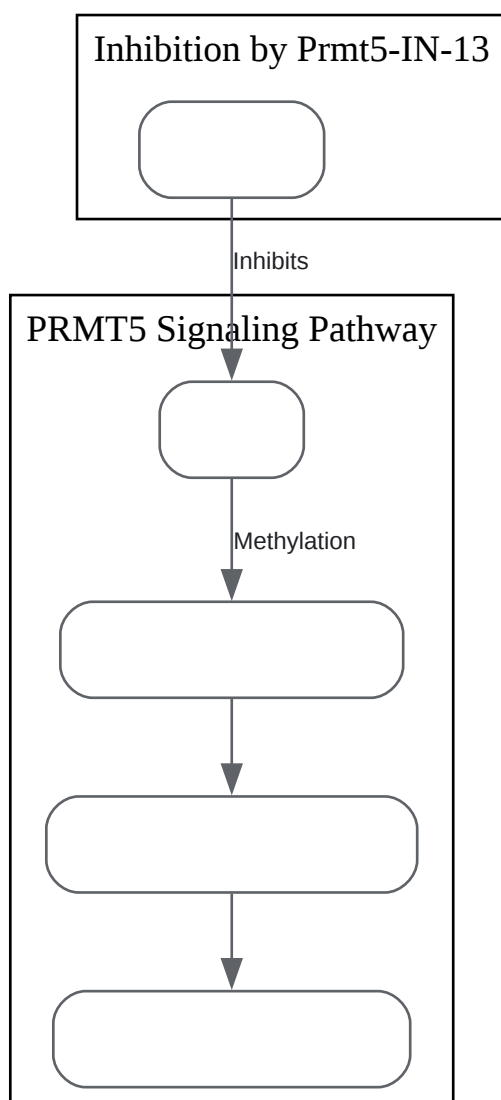 Inhibition by Prmt5-IN-13
Inhibits
PRMT5 Signaling Pathway
Methylation